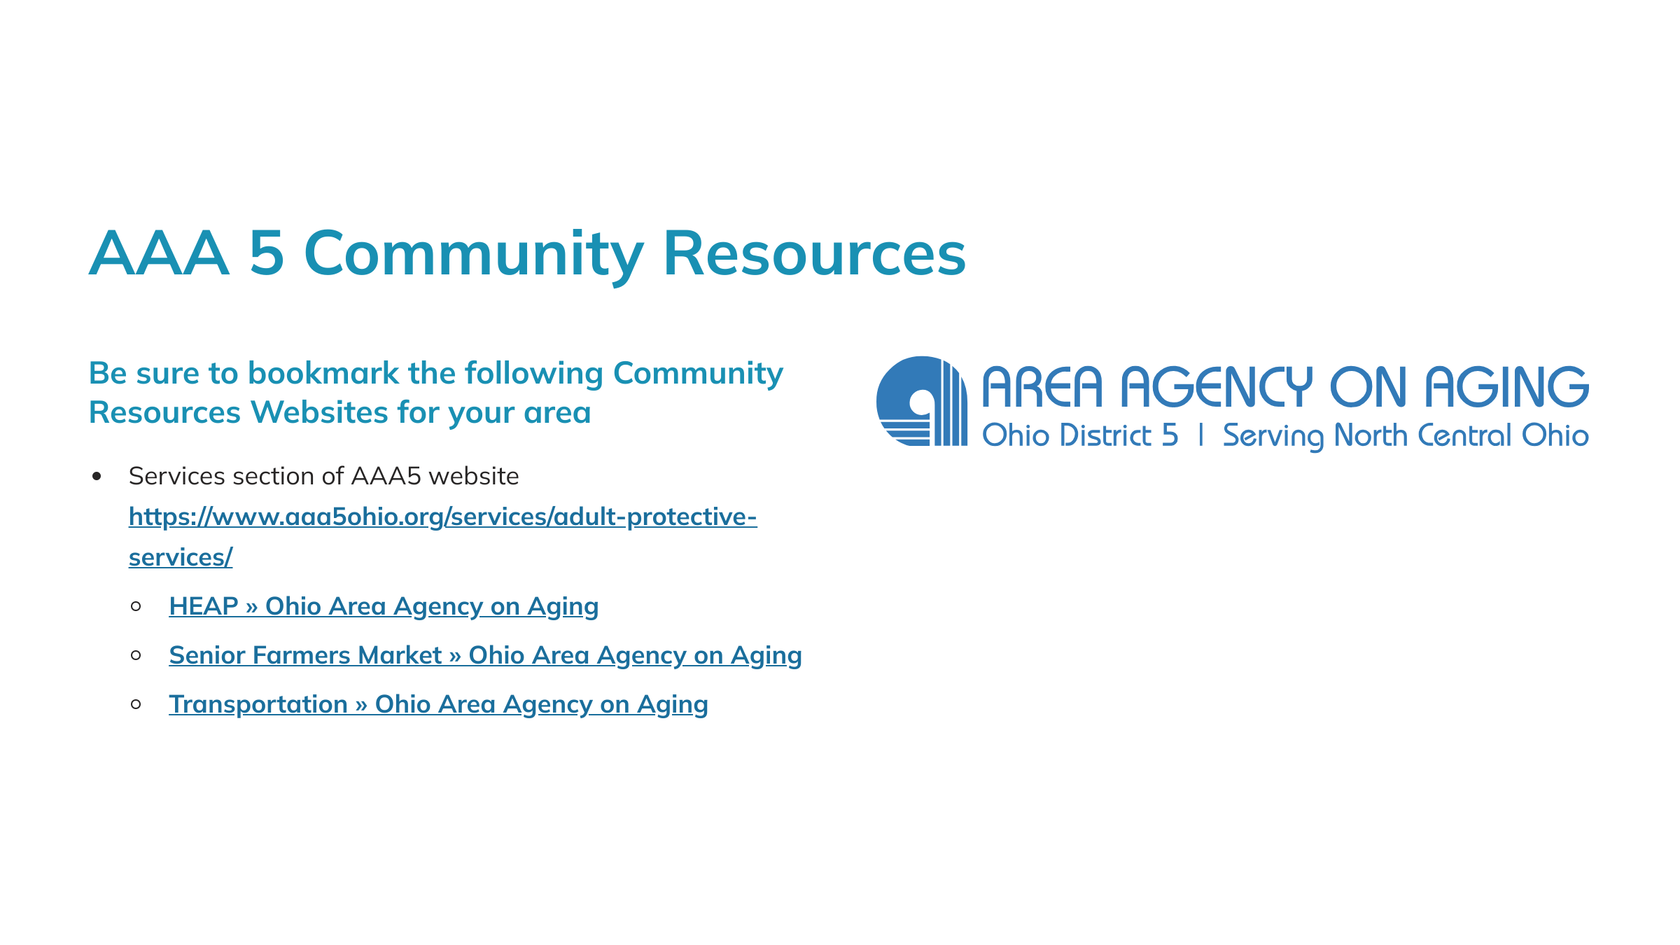 AAA 5 Community Resources
Be sure to bookmark the following Community
Resources Websites for your area
• Services section of AAA5 website
https://www.aaa5ohio.org/services/adult-protective-
services/
○ HEAP » Ohio Area Agency on Aging
○ Senior Farmers Market » Ohio Area Agency on Aging
○ Transportation » Ohio Area Agency on Aging
AREA AGENCY ON AGING
Ohio District 5 | Serving North Central Ohio